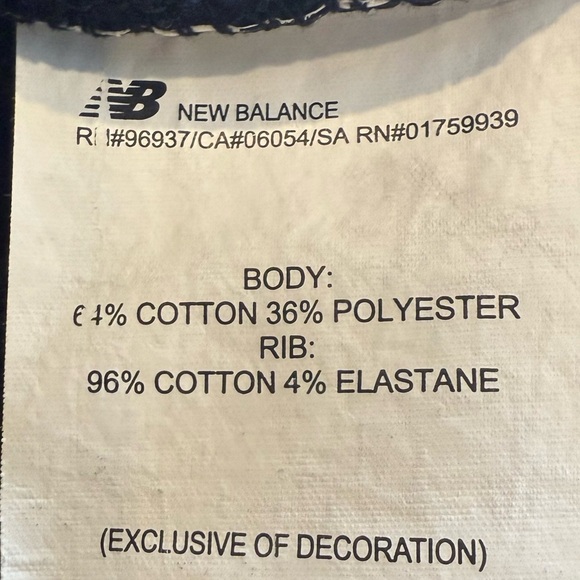 NB NEW BALANCE
RN#96937/CA#06054/SA RN#01759939
BODY:
64% COTTON 36% POLYESTER
RIB:
96% COTTON 4% ELASTANE
(EXCLUSIVE OF DECORATION)